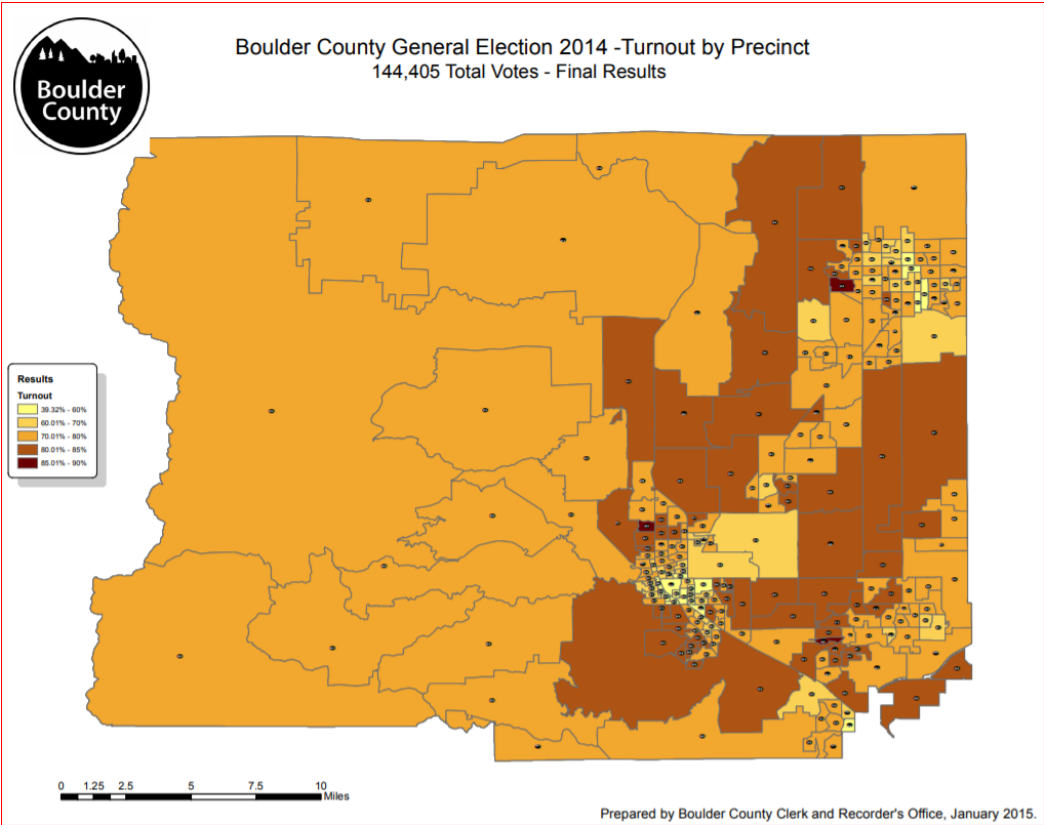 Boulder
County
Boulder County General Election 2014 -Turnout by Precinct
144,405 Total Votes - Final Results
Results
Turnout
39.32% - 60%
60.01% - 70%
70.01% - 80%
80.01% - 85%
85.01% - 90%
0 1.25 2.5 5 7.5 10
Miles
Prepared by Boulder County Clerk and Recorder's Office, January 2015.